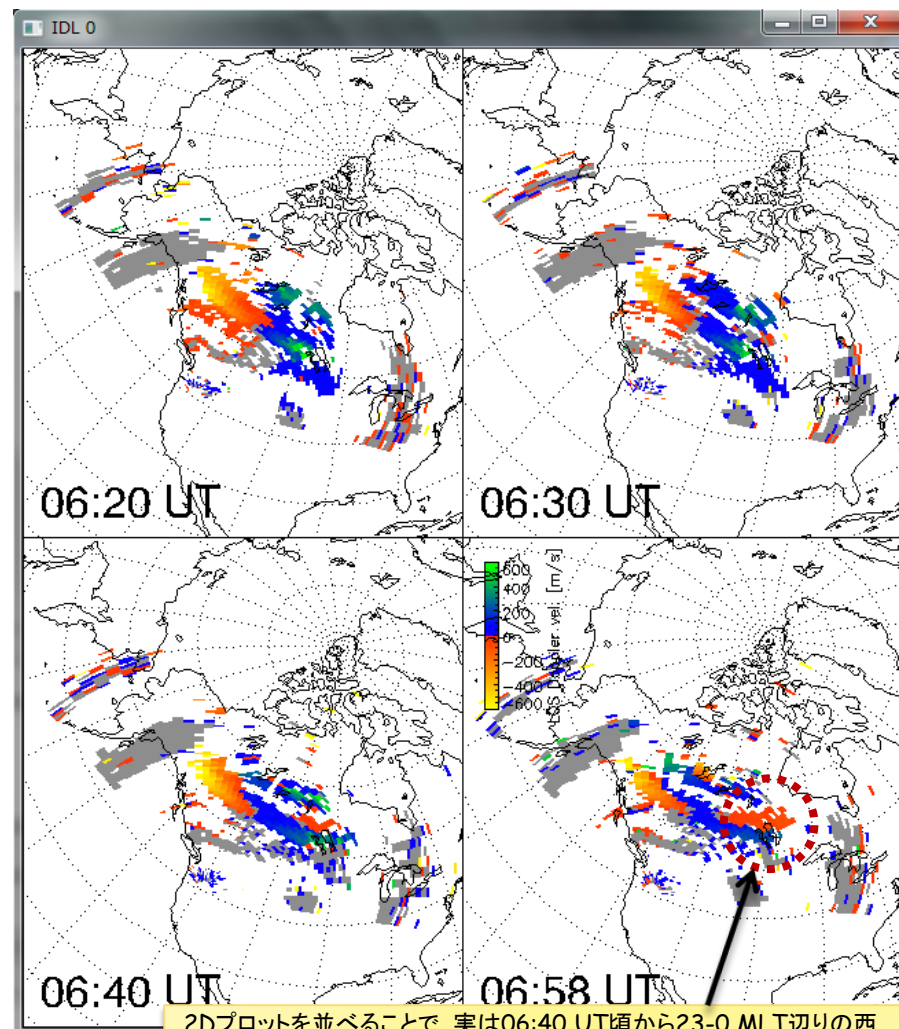 IDL 0
06:20 UT
06:30 UT
600
400
200
0
-200
-400
-600
LOS Doppler vel. [m/s]
06:40 UT
06:58 UT
2Dプロットを並べることで、実は06:40 UT頃から23-0 MLT辺りの西